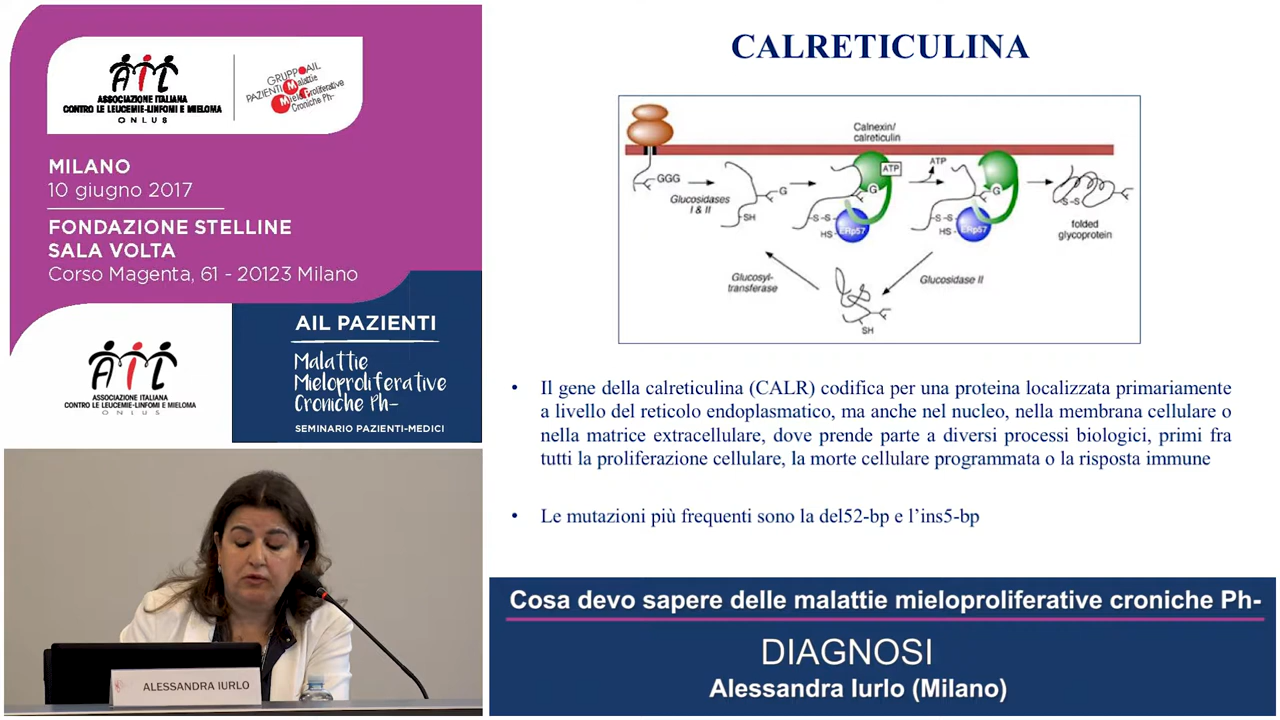 AIL
ASSOCIAZIONE ITALIANA
CONTRO LE LEUCEMIE-LINFOMI E MIELOMA
ONLUS
GRUPPO AIL
PAZIENTI Malattie
MieloProliferative
Croniche Ph-
MILANO
10 giugno 2017
FONDAZIONE STELLINE
SALA VOLTA
Corso Magenta, 61 - 20123 Milano
AIL
ASSOCIAZIONE ITALIANA
CONTRO LE LEUCEMIE-LINFOMI E MIELOMA
ONLUS
AIL PAZIENTI
Malattie
Mieloproliferative
Croniche Ph-
SEMINARIO PAZIENTI-MEDICI
ALESSANDRA IURLO
CALRETICULINA
Calnexin/
calreticulin
GGG
Glucosidases
I & II
G
SH
ATP
G
S-S
HS
ERp57
ATP
G
S-S
HS
ERp57
S-S
folded
glycoprotein
Glucosyl-
transferase
Glucosidase II
SH
• Il gene della calreticulina (CALR) codifica per una proteina localizzata primariamente
a livello del reticolo endoplasmatico, ma anche nel nucleo, nella membrana cellulare o
nella matrice extracellulare, dove prende parte a diversi processi biologici, primi fra
tutti la proliferazione cellulare, la morte cellulare programmata o la risposta immune
• Le mutazioni più frequenti sono la del52-bp e l’ins5-bp
Cosa devo sapere delle malattie mieloproliferative croniche Ph-
DIAGNOSI
Alessandra Iurlo (Milano)